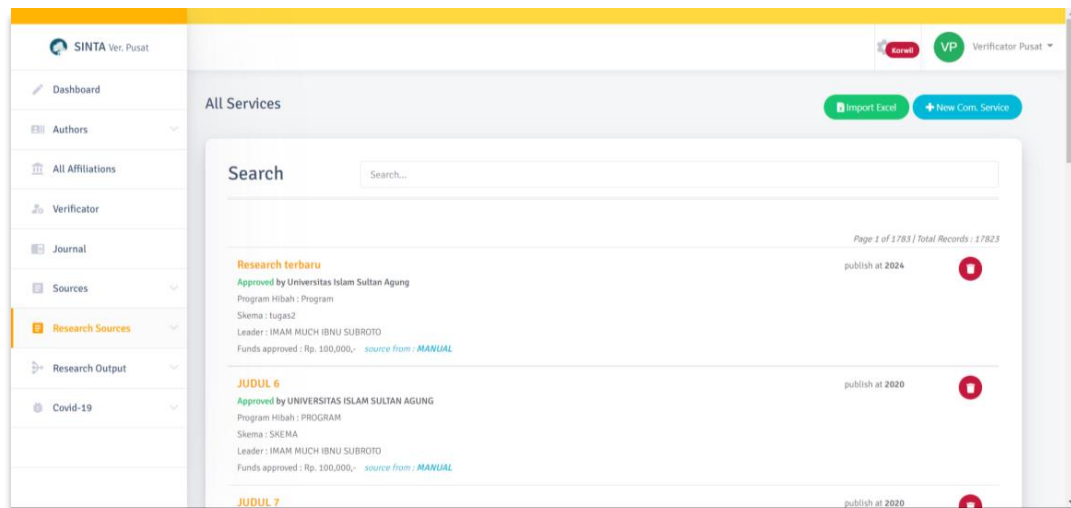 SINTA Ver. Pusat
Korwil
VP
Verificator Pusat
Dashboard
Authors
All Affiliations
Verificator
Journal
Sources
Research Sources
Research Output
Covid-19
All Services
Import Excel
New Com. Service
Search
Search...
Page 1 of 1783 | Total Records : 17823
Research terbaru
publish at 2024
Approved by Universitas Islam Sultan Agung
Program Hibah : Program
Skema : tugas2
Leader : IMAM MUCH IBNU SUBROTO
Funds approved : Rp. 100,000,- source from : MANUAL
JUDUL 6
publish at 2020
Approved by UNIVERSITAS ISLAM SULTAN AGUNG
Program Hibah : PROGRAM
Skema : SKEMA
Leader : IMAM MUCH IBNU SUBROTO
Funds approved : Rp. 100,000,- source from : MANUAL
JUDUL 7
publish at 2020